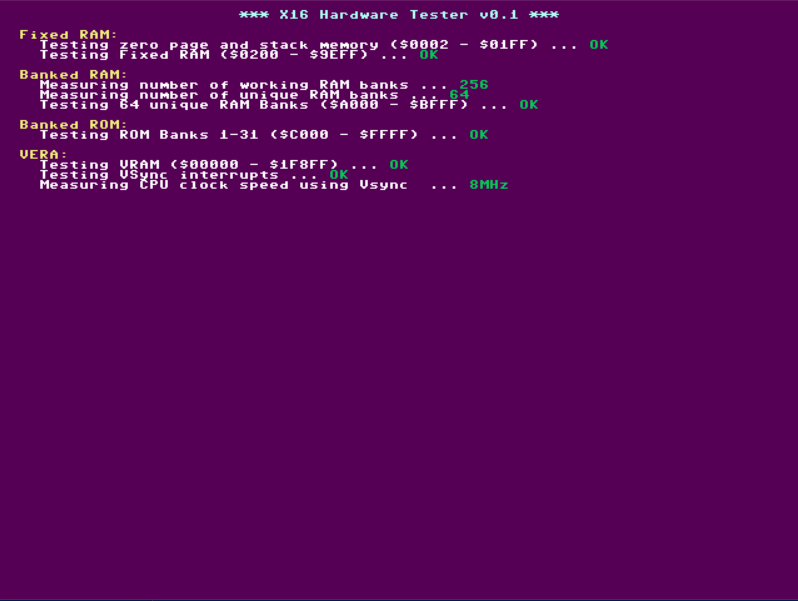 *** X16 Hardware Tester v0.1 ***
Fixed RAM:
Testing zero page and stack memory ($0002 - $01FF) ... OK
Testing Fixed RAM ($0200 - $9EFF) ... OK
Banked RAM:
Measuring number of working RAM banks ... 256
Measuring number of unique RAM banks ... 64
Testing 64 unique RAM Banks ($A000 - $BFFF) ... OK
Banked ROM:
Testing ROM Banks 1-31 ($C000 - $FFFF) ... OK
VERA:
Testing VRAM ($00000 - $1F8FF) ... OK
Testing VSync interrupts ... OK
Measuring CPU clock speed using Vsync  ... 8MHz